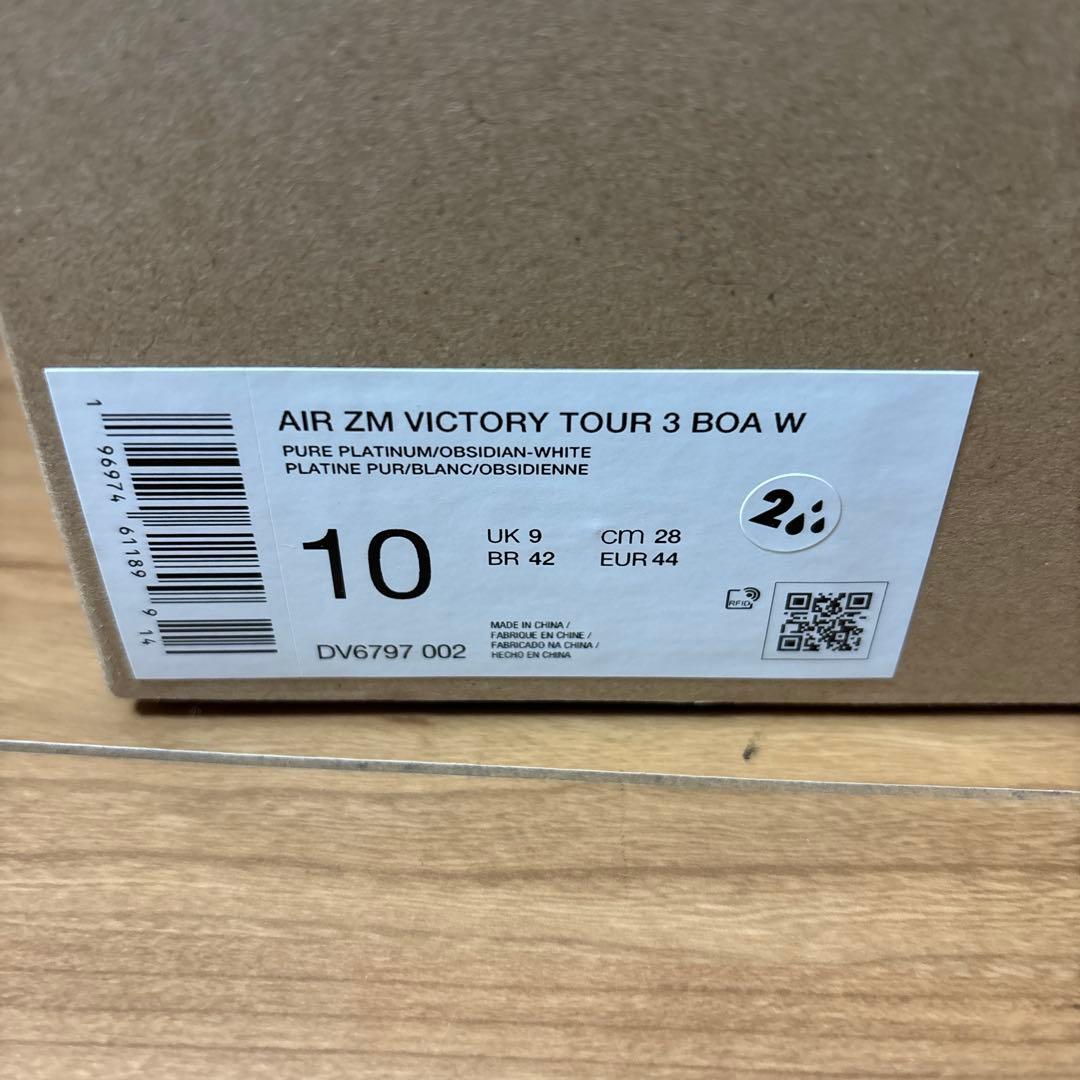 AIR ZM VICTORY TOUR 3 BOA W
PURE PLATINUM/OBSIDIAN-WHITE
PLATINE PUR/BLANC/OBSIDIENNE
10
UK 9 cm 28
BR 42 EUR 44
2
RFID
DV6797 002
MADE IN CHINA /
FABRIQUE EN CHINE /
FABRICADO NA CHINA /
HECHO EN CHINA
1 96974 61189 9 14